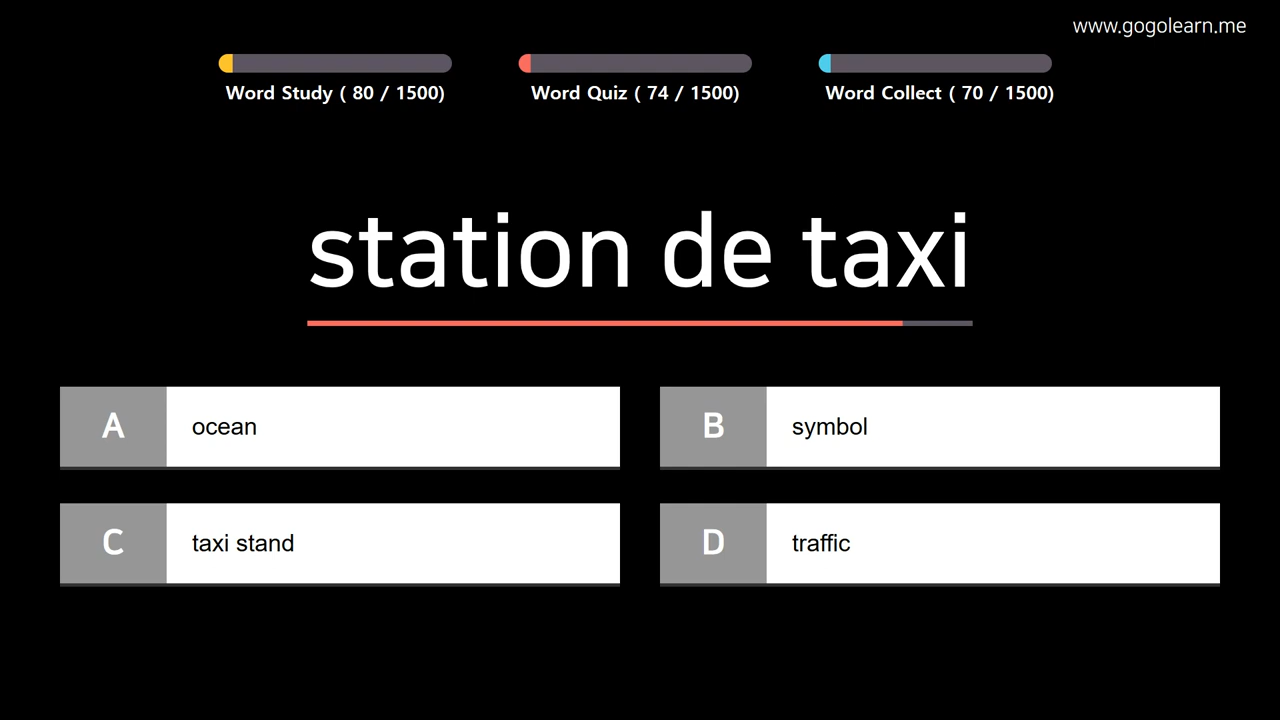 www.gogolearn.me
Word Study ( 80 / 1500)
Word Quiz ( 74 / 1500)
Word Collect ( 70 / 1500)
station de taxi
A
ocean
B
symbol
C
taxi stand
D
traffic